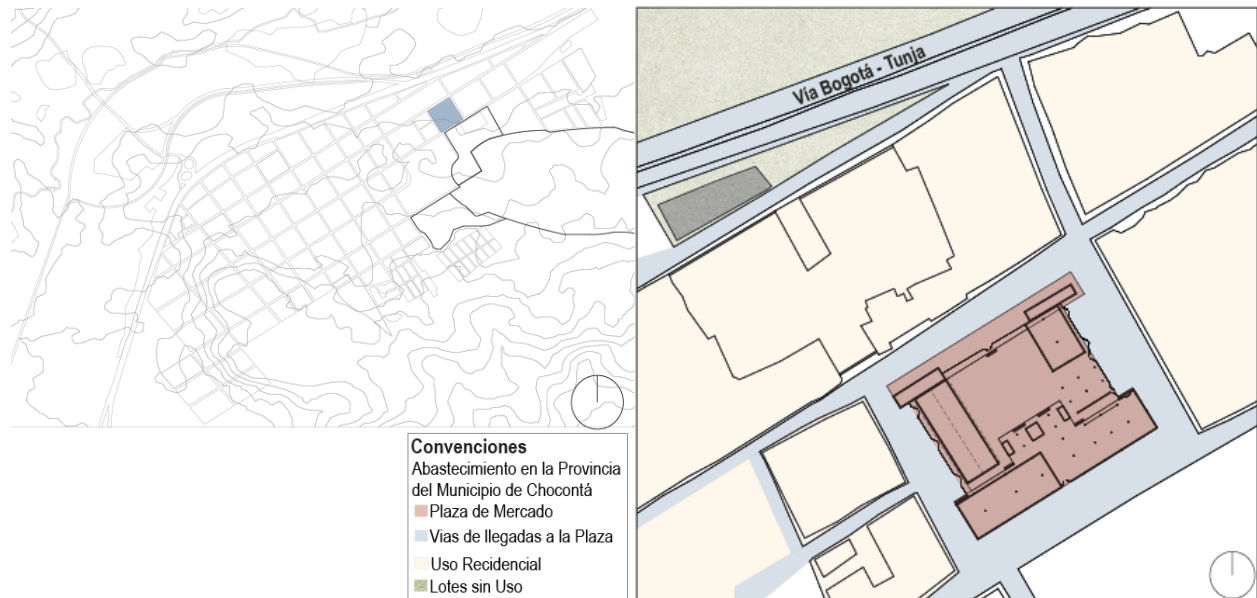 Vía Bogotá - Tunja
Convenciones
Abastecimiento en la Provincia
del Municipio de Chocontá
Plaza de Mercado
Vias de llegadas a la Plaza
Uso Recidencial
Lotes sin Uso